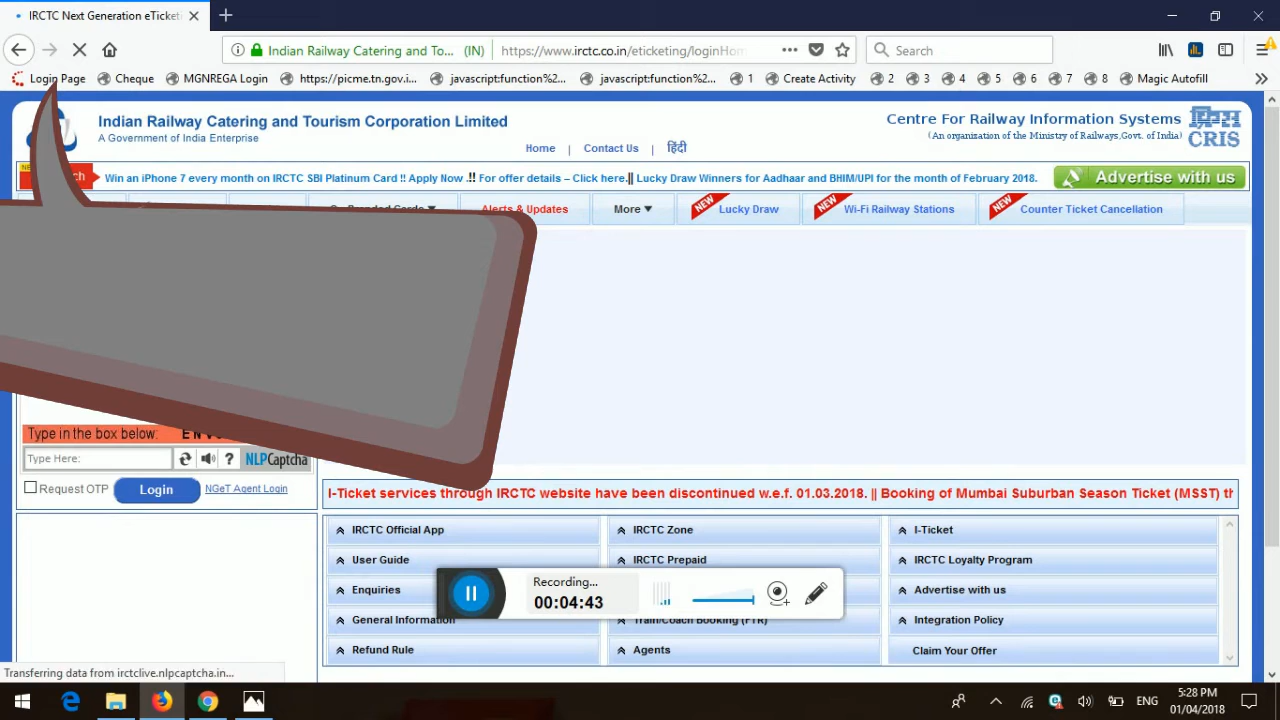 IRCTC Next Generation eTicketi
Indian Railway Catering and To... (IN) https://www.irctc.co.in/eticketing/loginHom
Search
Login Page Cheque MGNREGA Login https://picme.tn.gov.i... javascript:function%2... javascript:function%2... 1 Create Activity 2 3 4 5 6 7 8 Magic Autofill
Indian Railway Catering and Tourism Corporation Limited
A Government of India Enterprise
Centre For Railway Information Systems
(An organization of the Ministry of Railways,Govt. of India)
CRIS
Home | Contact Us | हिंदी
Win an iPhone 7 every month on IRCTC SBI Platinum Card !! Apply Now .!! For offer details – Click here.|| Lucky Draw Winners for Aadhaar and BHIM/UPI for the month of February 2018.
Advertise with us
Alerts & Updates More NEW Lucky Draw NEW Wi-Fi Railway Stations NEW Counter Ticket Cancellation
Type in the box below: E N V
Type Here: ? NLPCaptcha
Request OTP Login NGeT Agent Login
I-Ticket services through IRCTC website have been discontinued w.e.f. 01.03.2018. || Booking of Mumbai Suburban Season Ticket (MSST) th
IRCTC Official App IRCTC Zone I-Ticket
User Guide IRCTC Prepaid IRCTC Loyalty Program
Enquiries Advertise with us
General Information Train/Coach Booking (FTR) Integration Policy
Refund Rule Agents Claim Your Offer
Recording...
00:04:43
Transferring data from irctclive.nlpcaptcha.in...
ENG
5:28 PM
01/04/2018